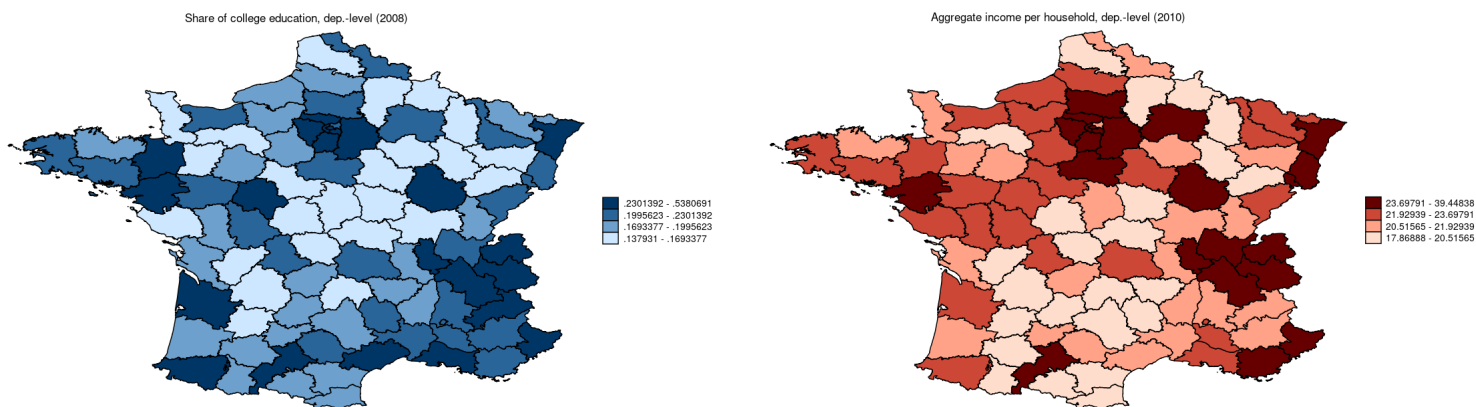 Share of college education, dep.-level (2008)
.2301392 - .5380691
.1995623 - .2301392
.1693377 - .1995623
.137931 - .1693377
Aggregate income per household, dep.-level (2010)
23.69791 - 39.44838
21.92939 - 23.69791
20.51565 - 21.92939
17.86888 - 20.51565